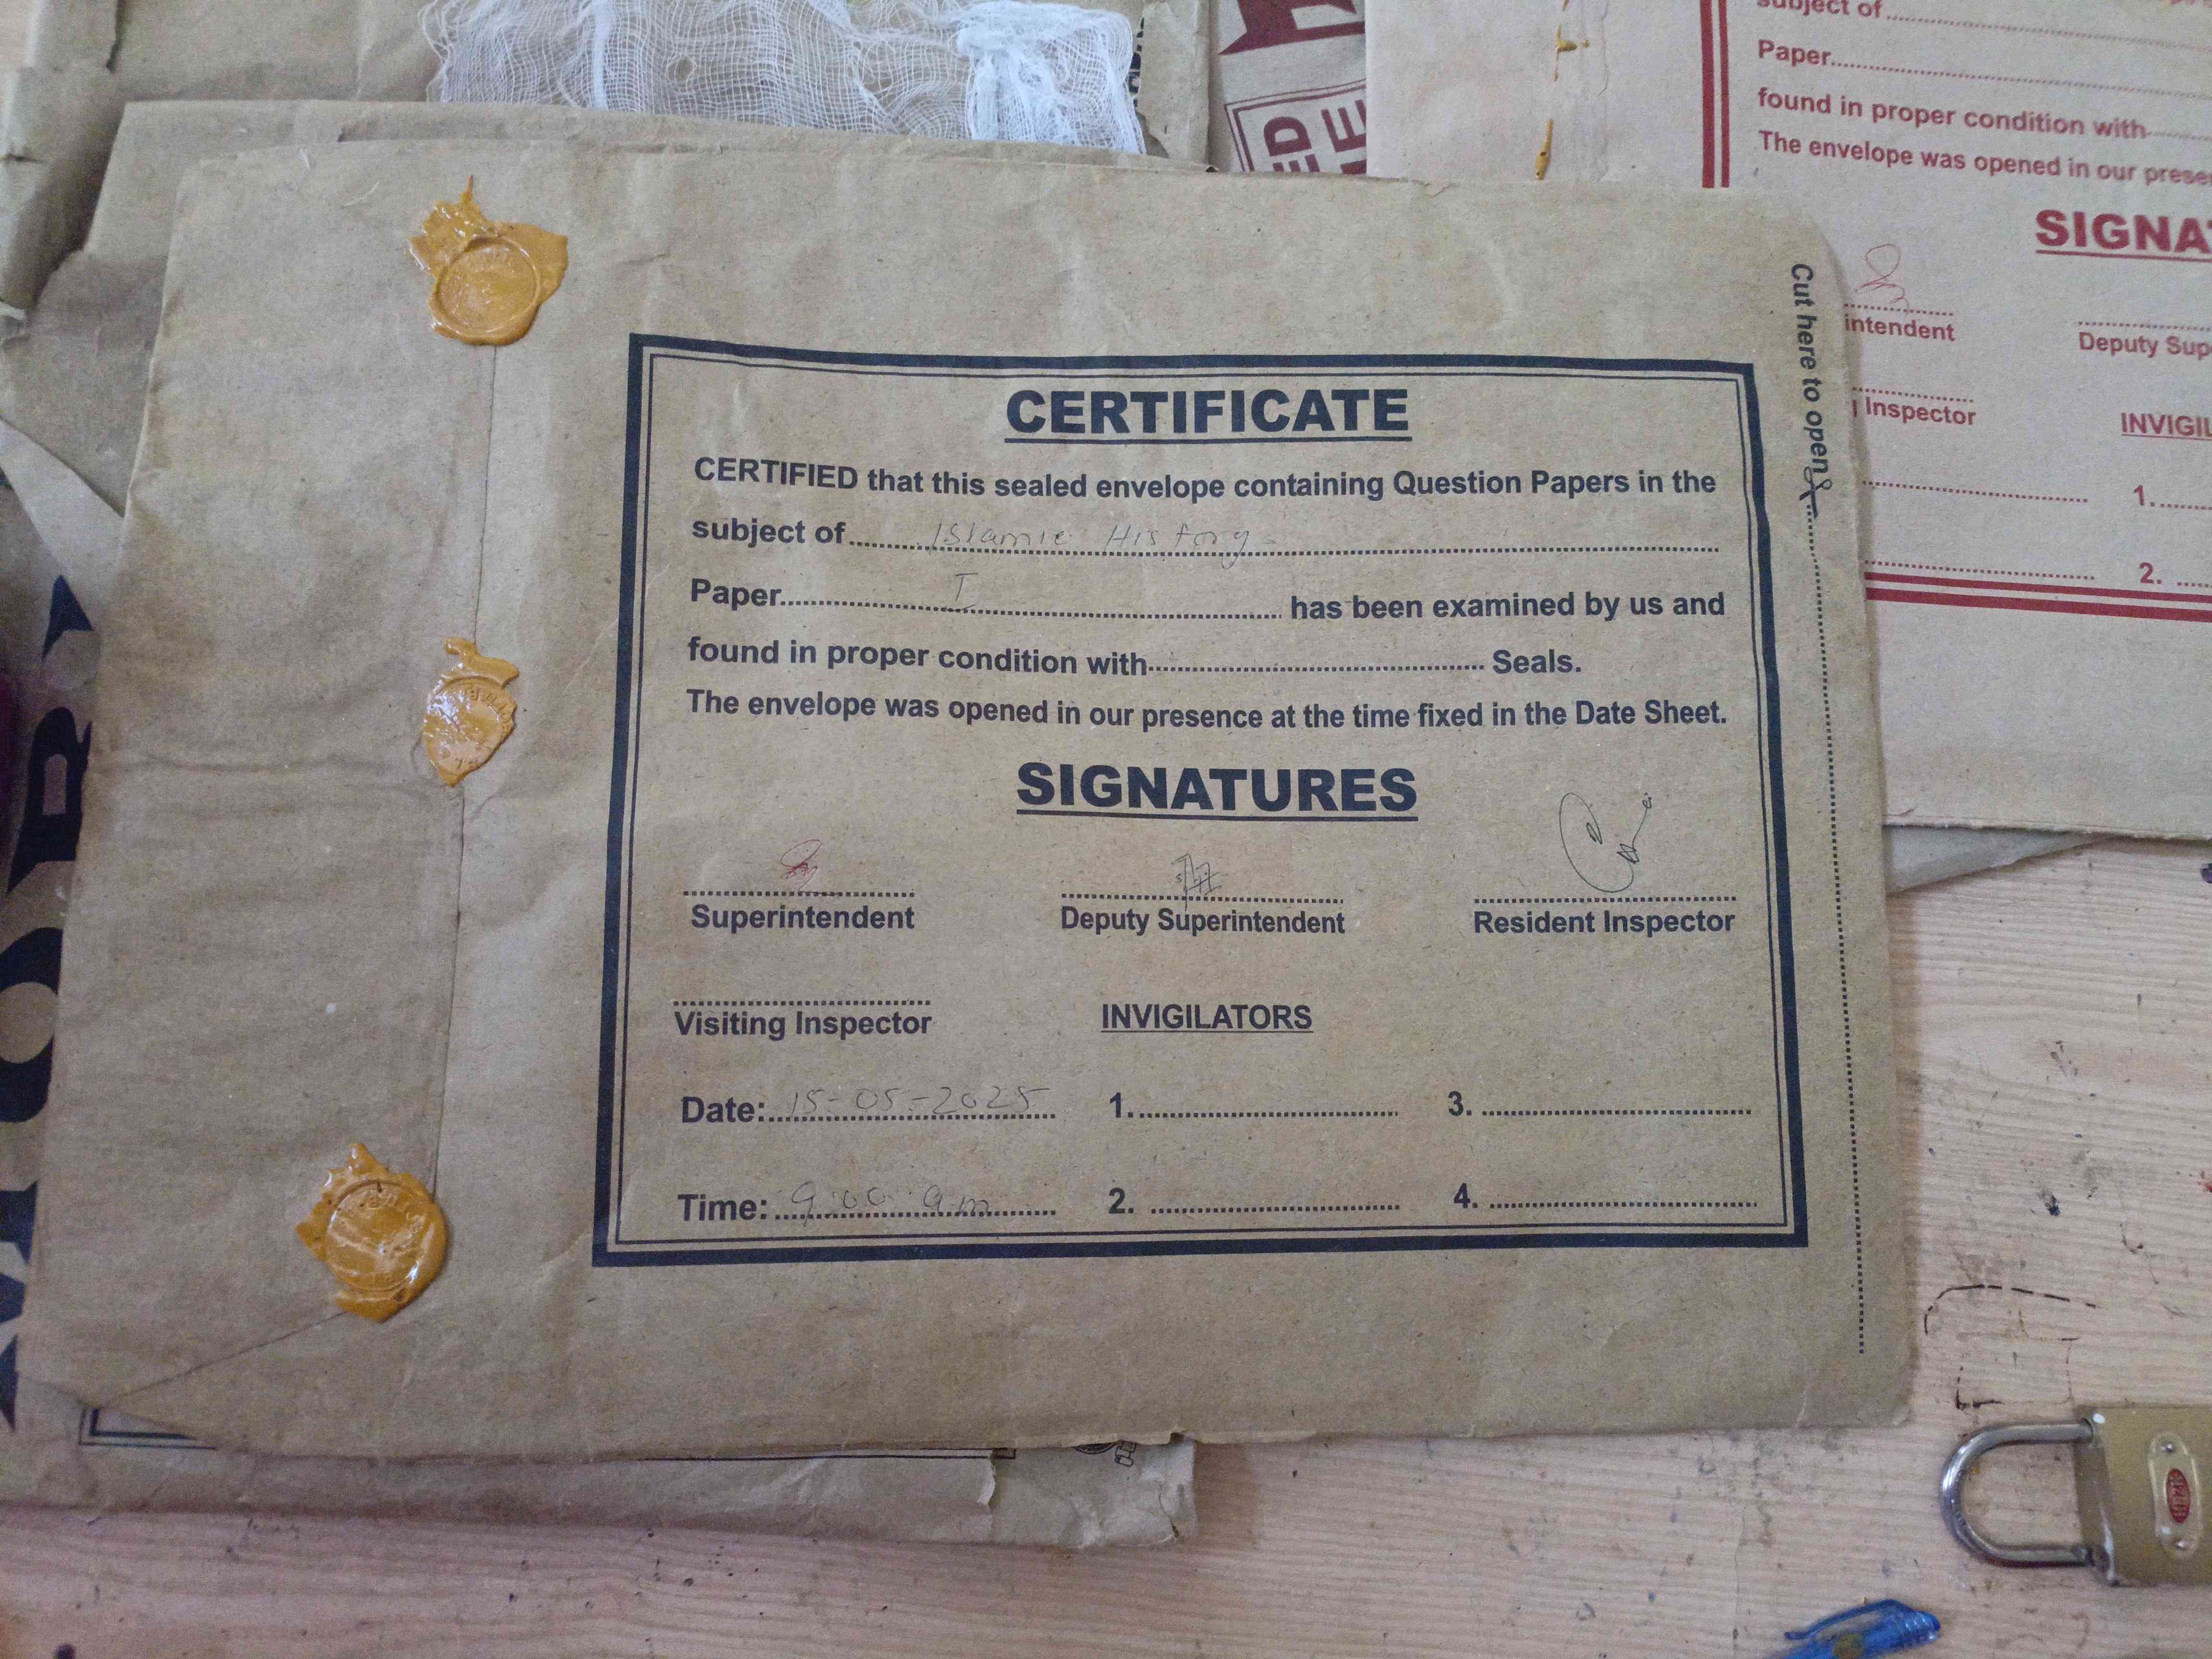 CERTIFICATE
CERTIFIED that this sealed envelope containing Question Papers in the
subject of Islamic History
Paper I has been examined by us and
found in proper condition with Seals.
The envelope was opened in our presence at the time fixed in the Date Sheet.
SIGNATURES
Superintendent Deputy Superintendent Resident Inspector
Visiting Inspector INVIGILATORS
Date: 15-05-2025 1. 3.
Time: 9:00 am 2. 4.
Cut here to open
subject of
Paper
found in proper condition with
The envelope was opened in our prese
SIGNA
intendent Deputy Sup
Inspector INVIGIL
1.
2.